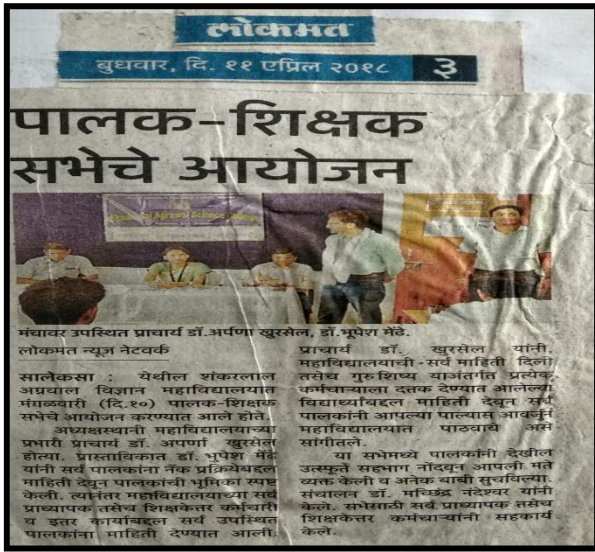 लोकमत
बुधवार, दि. ११ एप्रिल २०१८ ३
पालक-शिक्षक
सभेचे आयोजन
Agrawal Science College
मंचावर उपस्थित प्राचार्य डॉ.अर्पणा खुरसेल, डॉ.भूपेश मेंढे.
लोकमत न्यूज नेटवर्क
सालेकसा : येथील शंकरलाल
अग्रवाल विज्ञान महाविद्यालयात
मंगळवारी (दि.१०) पालक-शिक्षक
सभेचे आयोजन करण्यात आले होते.
अध्यक्षस्थानी महाविद्यालयाच्या
प्रभारी प्राचार्य डॉ. अपर्णा खुरसेल
होत्या. प्रास्ताविकात डॉ. भूपेश मेंढे
यांनी सर्व पालकांना नॅक प्रक्रियेबद्दल
माहिती देवून पालकांची भूमिका स्पष्ट
केली. त्यानंतर महाविद्यालयाच्या सर्व
प्राध्यापक तसेच शिक्षकेत्तर कर्मचारी
व इतर कार्याबद्दल सर्व उपस्थित
पालकांना माहिती देण्यात आली.
प्राचार्य डॉ. खुरसेल यांनी,
महाविद्यालयाची सर्व माहिती दिली
तसेच गुरु-शिष्य याअंतर्गत प्रत्येक
कर्मचाऱ्याला दत्तक देण्यात आलेल्या
विद्यार्थ्यांबद्दल माहिती देवून सर्व
पालकांनी आपल्या पाल्यास आवर्जुन
महाविद्यालयात पाठवावे असे
सांगीतले.
या सभेमध्ये पालकांनी देखील
उत्स्फूर्त सहभाग नोंदवून आपली मते
व्यक्त केली व अनेक बाबी सुचविल्या.
संचालन डॉ. मच्छिंद्र नंदेश्वर यांनी
केले. सभेसाठी सर्व प्राध्यापक तसेच
शिक्षकेत्तर कर्मचाऱ्यांनी सहकार्य
केले.